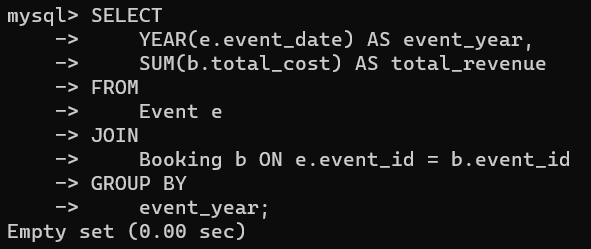 mysql> SELECT
    ->     YEAR(e.event_date) AS event_year,
    ->     SUM(b.total_cost) AS total_revenue
    -> FROM
    ->     Event e
    -> JOIN
    ->     Booking b ON e.event_id = b.event_id
    -> GROUP BY
    ->     event_year;
Empty set (0.00 sec)